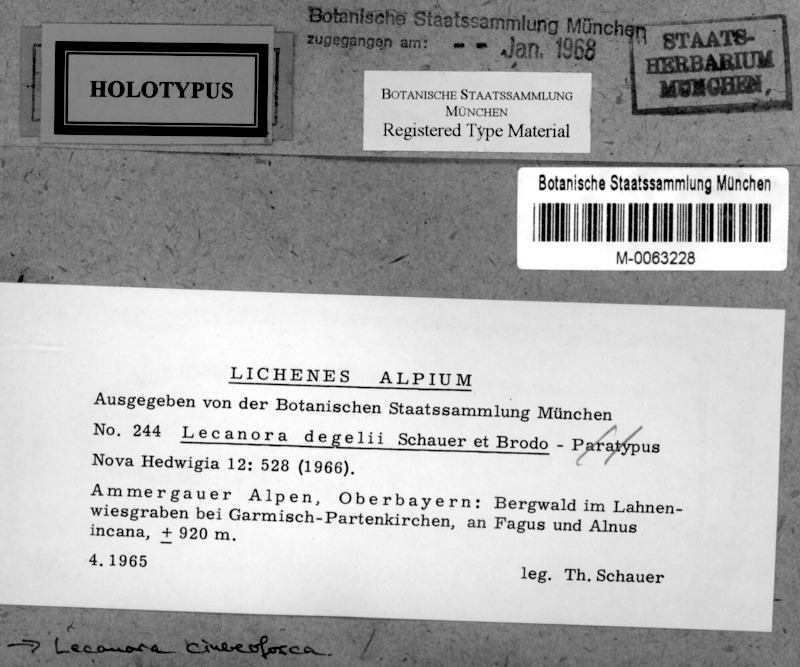 Botanische Staatssammlung München
zugegangen am: - - Jan. 1968
STAATS-
HERBARIUM
MÜNCHEN,
HOLOTYPUS
BOTANISCHE STAATSSAMMLUNG
MÜNCHEN
Registered Type Material
Botanische Staatssammlung München
M-0063228
LICHENES ALPIUM
Ausgegeben von der Botanischen Staatssammlung München
No. 244 Lecanora degelii Schauer et Brodo - Paratypus
Nova Hedwigia 12: 528 (1966).
Ammergauer Alpen, Oberbayern: Bergwald im Lahnen-
wiesgraben bei Garmisch-Partenkirchen, an Fagus und Alnus
incana, ± 920 m.
4. 1965
leg. Th. Schauer
→ Lecanora cinereofusca.